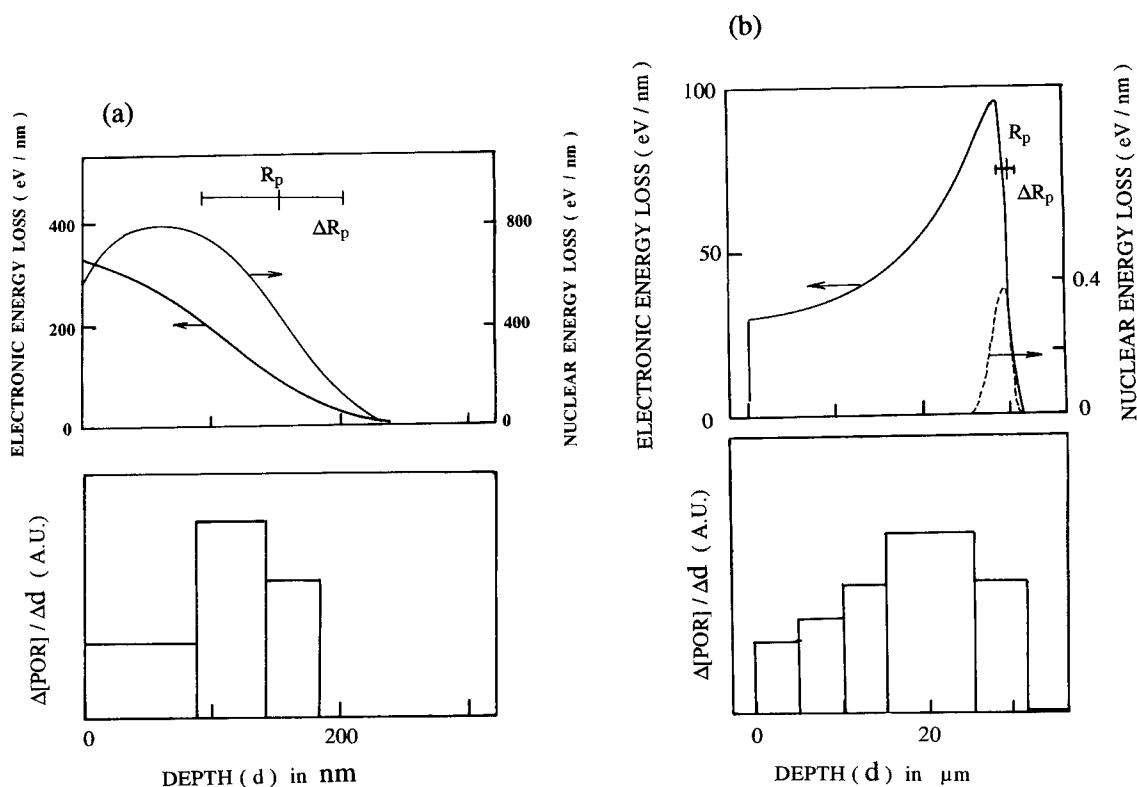 (a)
ELECTRONIC ENERGY LOSS ( eV / nm )
400
200
0
R_p
ΔR_p
800
400
0
NUCLEAR ENERGY LOSS ( eV / nm )
Δ[POR] / Δd ( A.U. )
0
200
DEPTH ( d ) in nm
(b)
ELECTRONIC ENERGY LOSS ( eV / nm )
100
50
0
R_p
ΔR_p
0.4
0
NUCLEAR ENERGY LOSS ( eV / nm )
Δ[POR] / Δd ( A.U. )
0
20
DEPTH ( d ) in μm